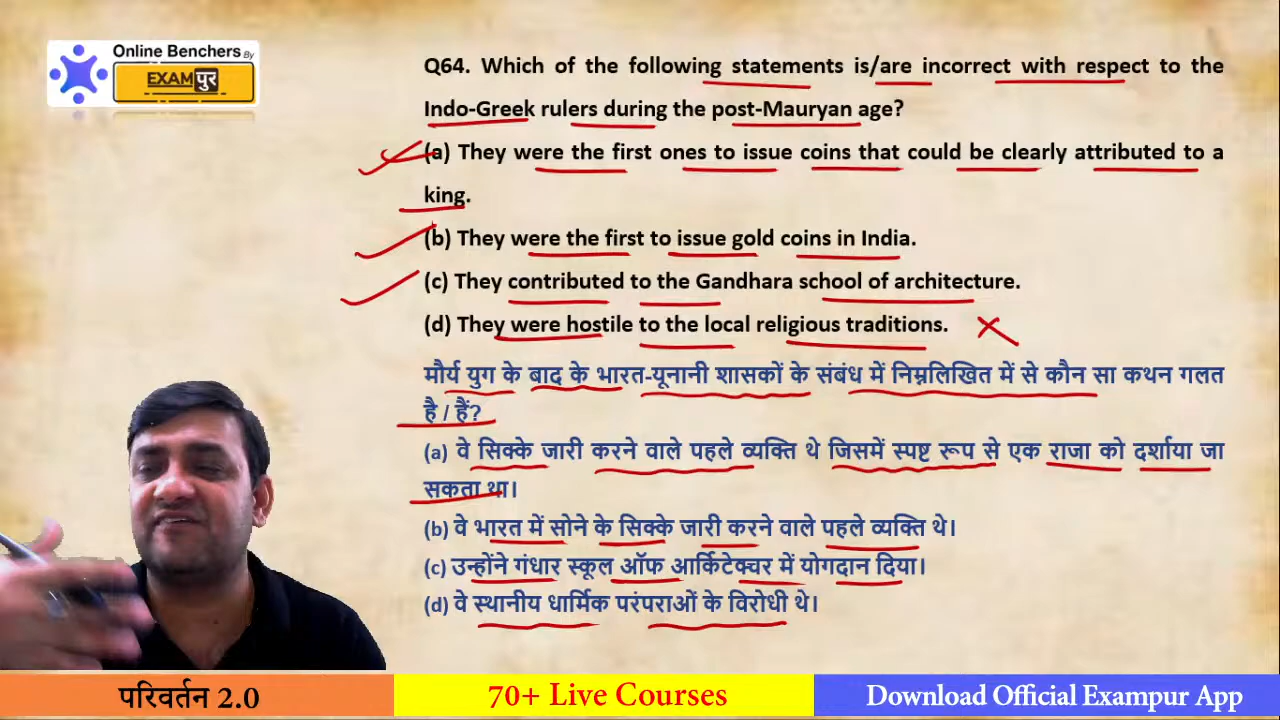 Online Benchers By
EXAMपुर
Q64. Which of the following statements is/are incorrect with respect to the
Indo-Greek rulers during the post-Mauryan age?
(a) They were the first ones to issue coins that could be clearly attributed to a
king.
(b) They were the first to issue gold coins in India.
(c) They contributed to the Gandhara school of architecture.
(d) They were hostile to the local religious traditions.
मौर्य युग के बाद के भारत-यूनानी शासकों के संबंध में निम्नलिखित में से कौन सा कथन गलत
है / हैं?
(a) वे सिक्के जारी करने वाले पहले व्यक्ति थे जिसमें स्पष्ट रूप से एक राजा को दर्शाया जा
सकता था।
(b) वे भारत में सोने के सिक्के जारी करने वाले पहले व्यक्ति थे।
(c) उन्होंने गंधार स्कूल ऑफ आर्किटेक्चर में योगदान दिया।
(d) वे स्थानीय धार्मिक परंपराओं के विरोधी थे।
परिवर्तन 2.0
70+ Live Courses
Download Official Exampur App